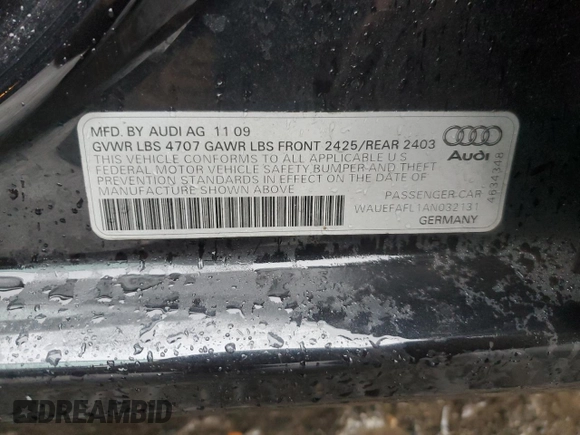 MFD. BY AUDI AG 11 09
GVWR LBS 4707 GAWR LBS FRONT 2425/REAR 2403
THIS VEHICLE CONFORMS TO ALL APPLICABLE U.S
FEDERAL MOTOR VEHICLE SAFETY,BUMPER-AND THEFT
PREVENTION STANDARDS IN EFFECT ON THE DATE OF
MANUFACTURE SHOWN ABOVE
Audi
4634348
PASSENGER CAR
WAUEFAFL1AN032131
GERMANY
DREAMBID